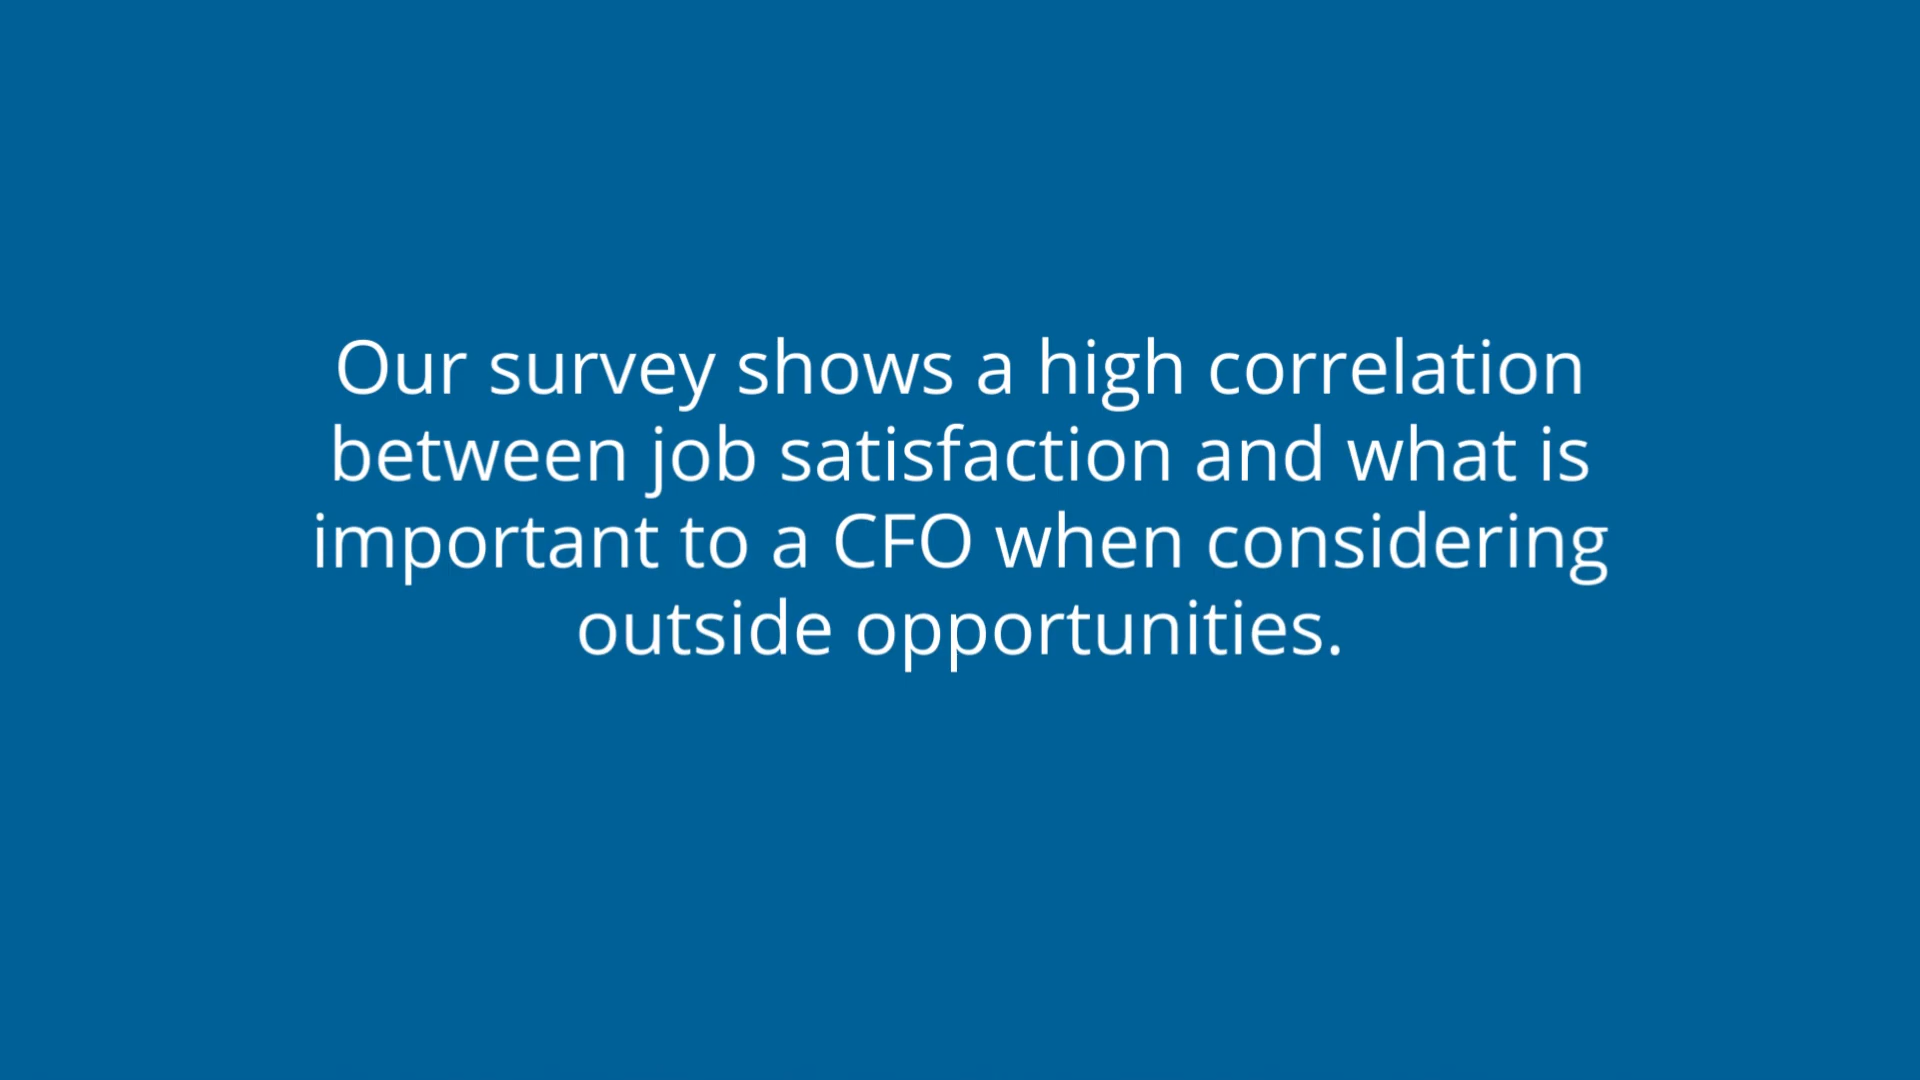 Our survey shows a high correlation
between job satisfaction and what is
important to a CFO when considering
outside opportunities.